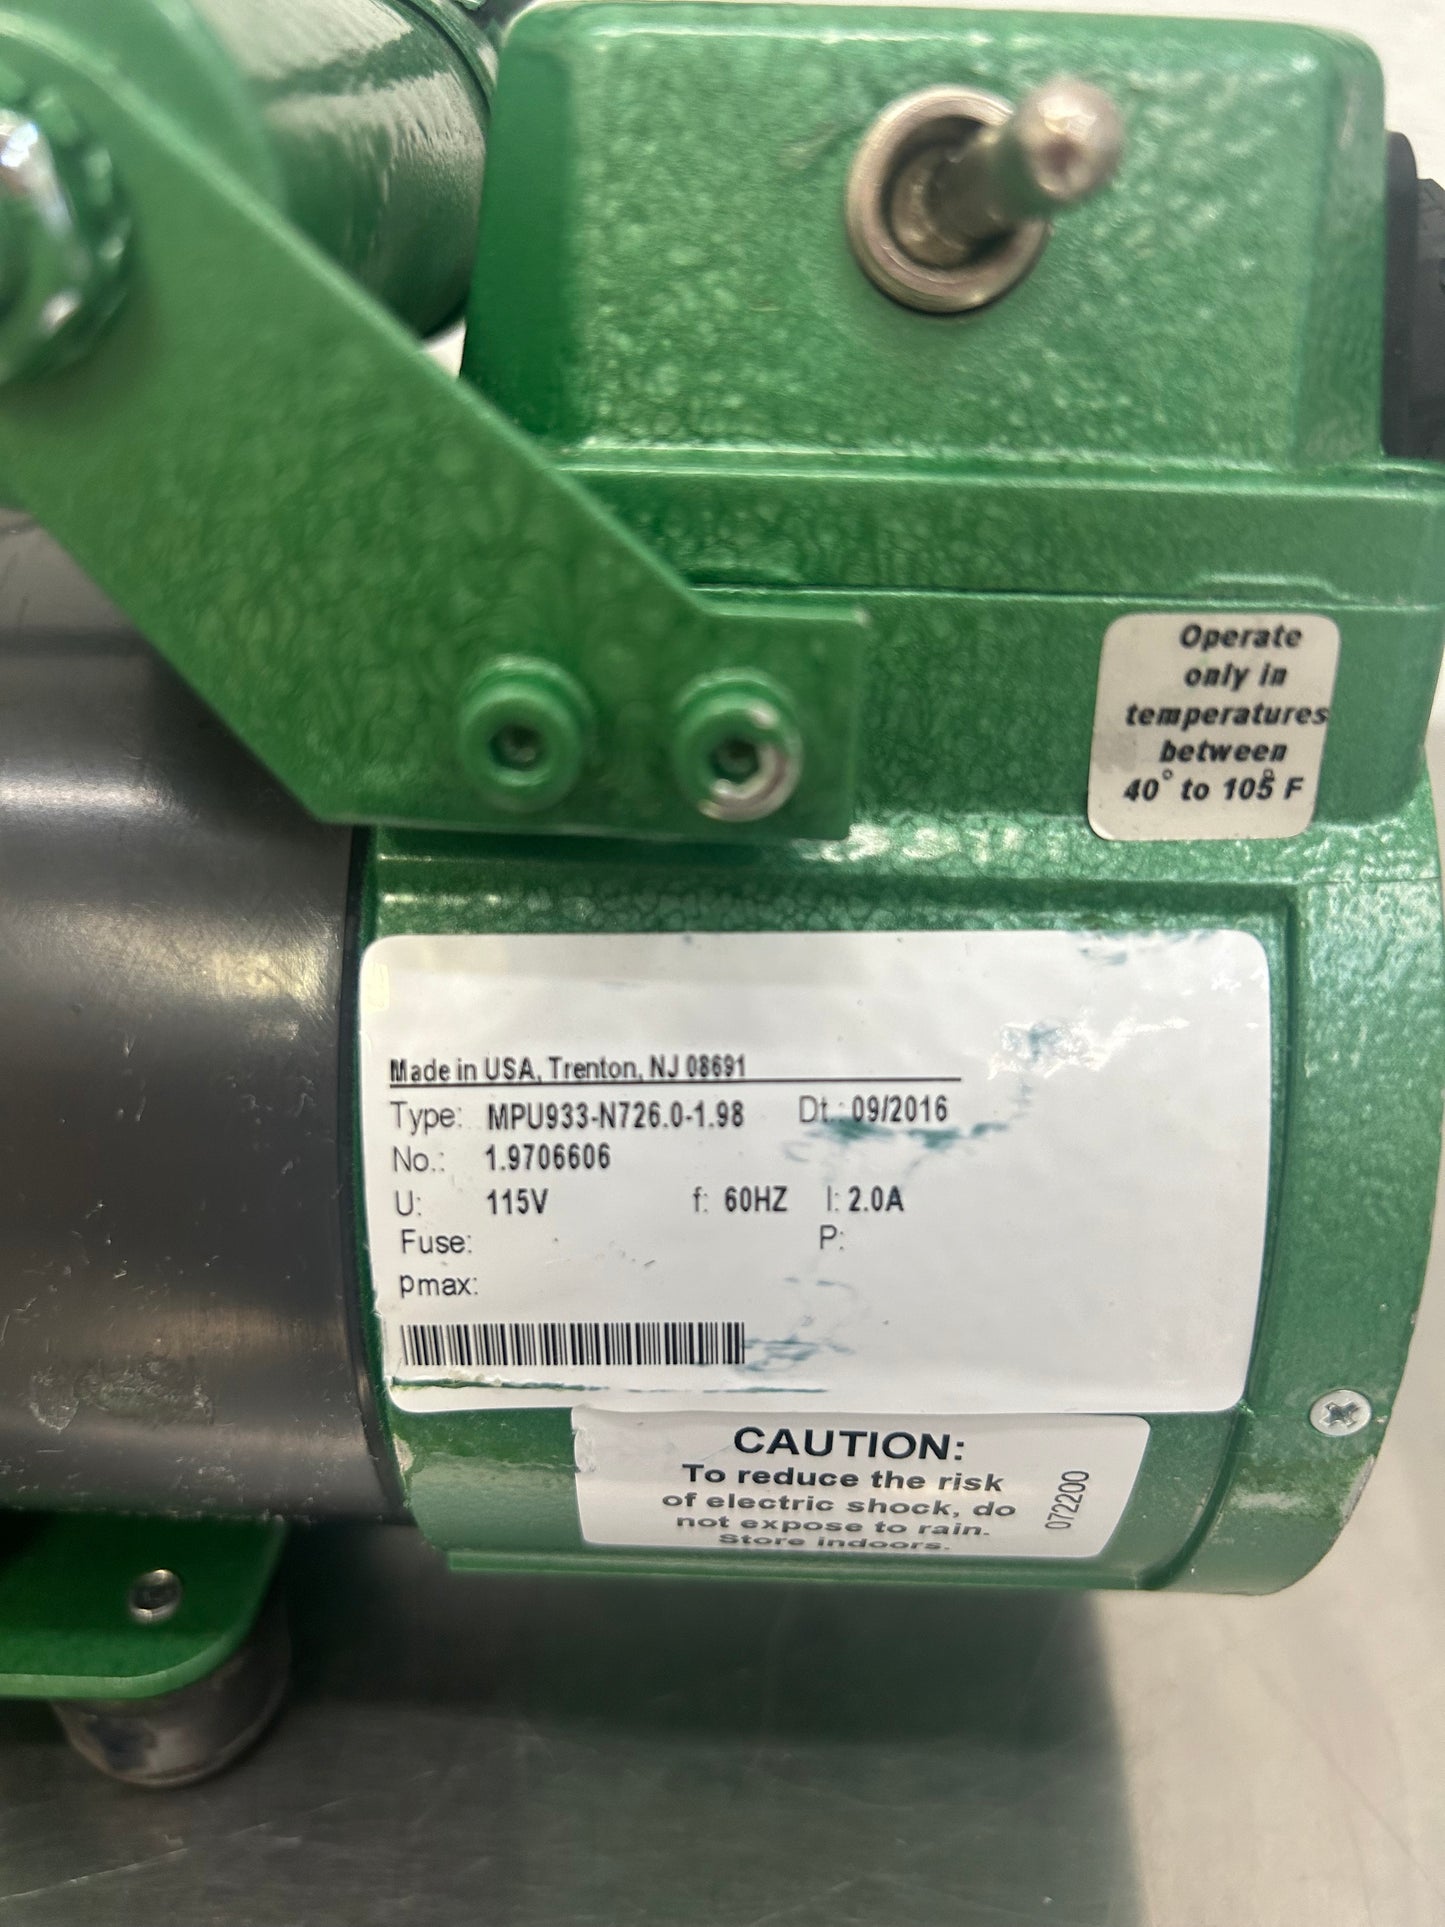 Operate
only in
temperatures
between
40° to 105° F
Made in USA, Trenton, NJ 08691
Type: MPU933-N726.0-1.98 Dt.: 09/2016
No.: 1.9706606
U: 115V f: 60HZ I: 2.0A
Fuse: P:
pmax:
CAUTION:
To reduce the risk
of electric shock, do
not expose to rain.
Store indoors.
072200